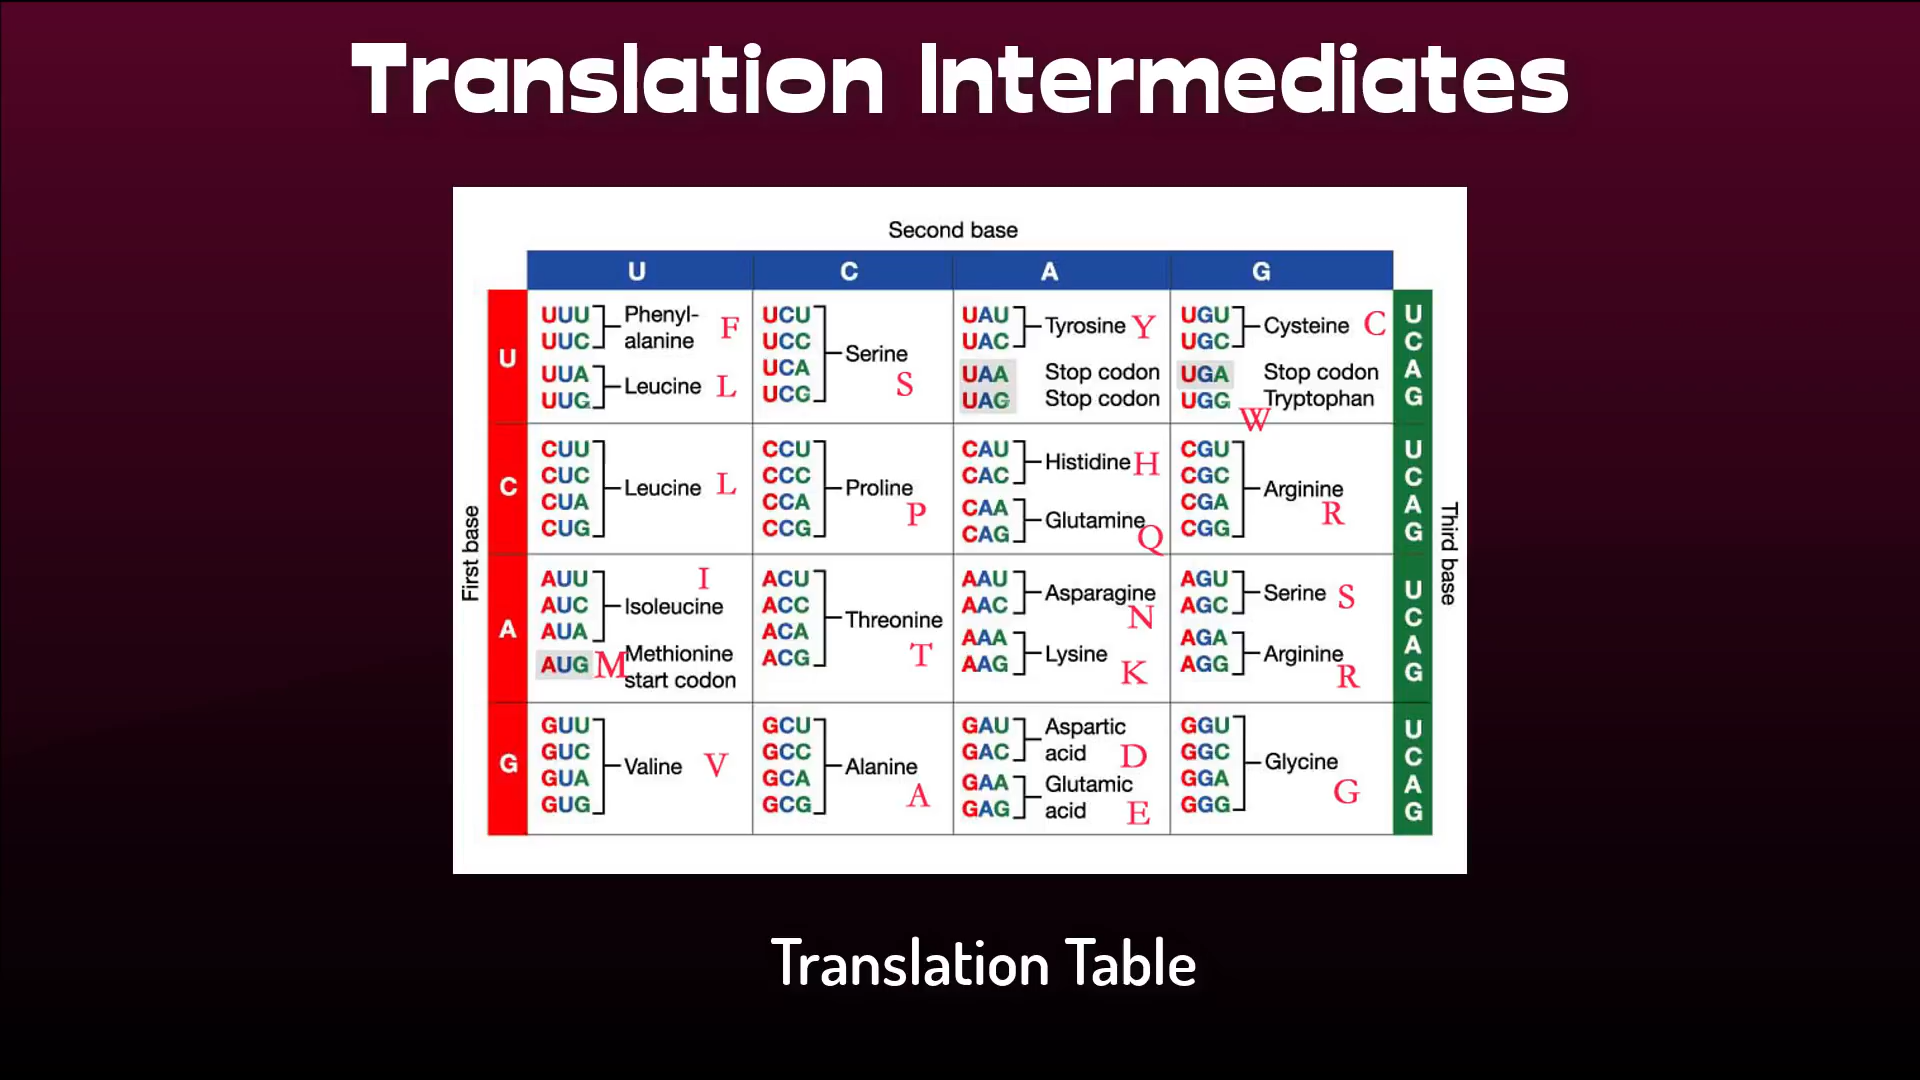 Translation Intermediates
Second base
U C A G
First base
Third base
U
UUU
UUC
Phenyl-
alanine F
UUA
UUG
Leucine L
UCU
UCC
UCA
UCG
Serine
S
UAU
UAC
Tyrosine Y
UAA Stop codon
UAG Stop codon
UGU
UGC
Cysteine C
UGA Stop codon
UGG Tryptophan
W
U
C
A
G
C
CUU
CUC
CUA
CUG
Leucine L
CCU
CCC
CCA
CCG
Proline
P
CAU
CAC
Histidine H
CAA
CAG
Glutamine
Q
CGU
CGC
CGA
CGG
Arginine
R
U
C
A
G
A
AUU
AUC
AUA
I
Isoleucine
AUG M Methionine
start codon
ACU
ACC
ACA
ACG
Threonine
T
AAU
AAC
Asparagine
N
AAA
AAG
Lysine
K
AGU
AGC
Serine S
AGA
AGG
Arginine
R
U
C
A
G
G
GUU
GUC
GUA
GUG
Valine V
GCU
GCC
GCA
GCG
Alanine
A
GAU
GAC
Aspartic
acid D
GAA
GAG
Glutamic
acid E
GGU
GGC
GGA
GGG
Glycine
G
U
C
A
G
Translation Table